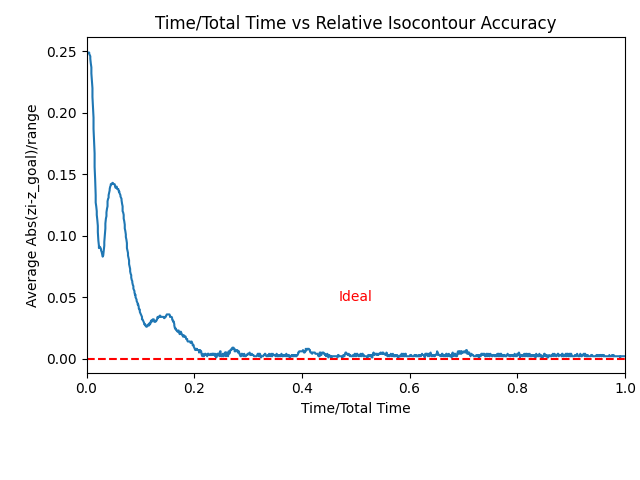 Time/Total Time vs Relative Isocontour Accuracy
Average Abs(zi-z_goal)/range
0.25
0.20
0.15
0.10
0.05
0.00
Ideal
0.0 0.2 0.4 0.6 0.8 1.0
Time/Total Time